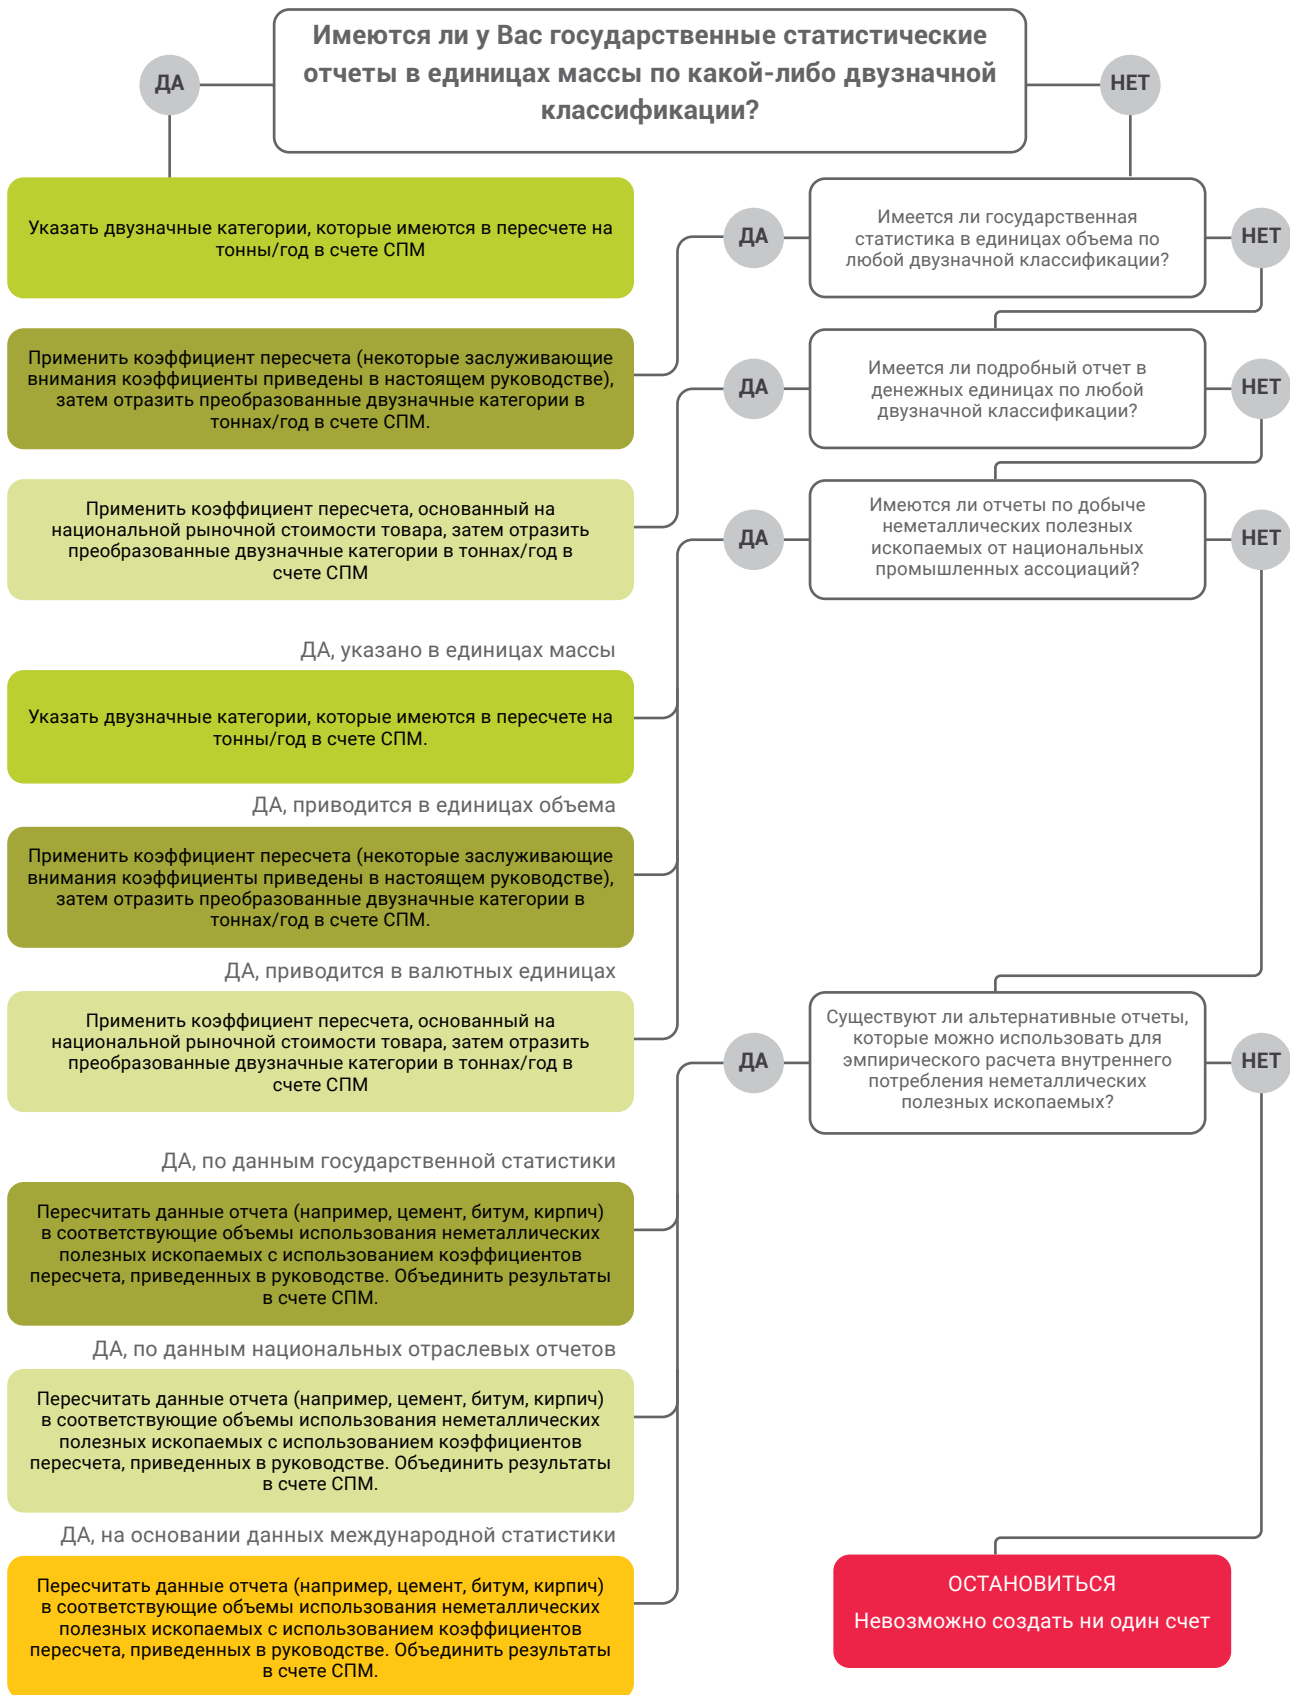 Имеются ли у Вас государственные статистические
отчеты в единицах массы по какой-либо двузначной
классификации?
ДА
НЕТ
Указать двузначные категории, которые имеются в пересчете на
тонны/год в счете СПМ
ДА
Имеется ли государственная
статистика в единицах объема по
любой двузначной классификации?
НЕТ
Применить коэффициент пересчета (некоторые заслуживающие
внимания коэффициенты приведены в настоящем руководстве),
затем отразить преобразованные двузначные категории в
тоннах/год в счете СПМ.
ДА
Имеется ли подробный отчет в
денежных единицах по любой
двузначной классификации?
НЕТ
Применить коэффициент пересчета, основанный на
национальной рыночной стоимости товара, затем отразить
преобразованные двузначные категории в тоннах/год в
счете СПМ
ДА
Имеются ли отчеты по добыче
неметаллических полезных
ископаемых от национальных
промышленных ассоциаций?
НЕТ
ДА, указано в единицах массы
Указать двузначные категории, которые имеются в пересчете на
тонны/год в счете СПМ.
ДА, приводится в единицах объема
Применить коэффициент пересчета (некоторые заслуживающие
внимания коэффициенты приведены в настоящем руководстве),
затем отразить преобразованные двузначные категории в
тоннах/год в счете СПМ.
ДА, приводится в валютных единицах
Применить коэффициент пересчета, основанный на
национальной рыночной стоимости товара, затем отразить
преобразованные двузначные категории в тоннах/год в
счете СПМ
ДА
Существуют ли альтернативные отчеты,
которые можно использовать для
эмпирического расчета внутреннего
потребления неметаллических
полезных ископаемых?
НЕТ
ДА, по данным государственной статистики
Пересчитать данные отчета (например, цемент, битум, кирпич)
в соответствующие объемы использования неметаллических
полезных ископаемых с использованием коэффициентов
пересчета, приведенных в руководстве. Объединить результаты
в счете СПМ.
ДА, по данным национальных отраслевых отчетов
Пересчитать данные отчета (например, цемент, битум, кирпич)
в соответствующие объемы использования неметаллических
полезных ископаемых с использованием коэффициентов
пересчета, приведенных в руководстве. Объединить результаты
в счете СПМ.
ДА, на основании данных международной статистики
Пересчитать данные отчета (например, цемент, битум, кирпич)
в соответствующие объемы использования неметаллических
полезных ископаемых с использованием коэффициентов
пересчета, приведенных в руководстве. Объединить результаты
в счете СПМ.
ОСТАНОВИТЬСЯ
Невозможно создать ни один счет